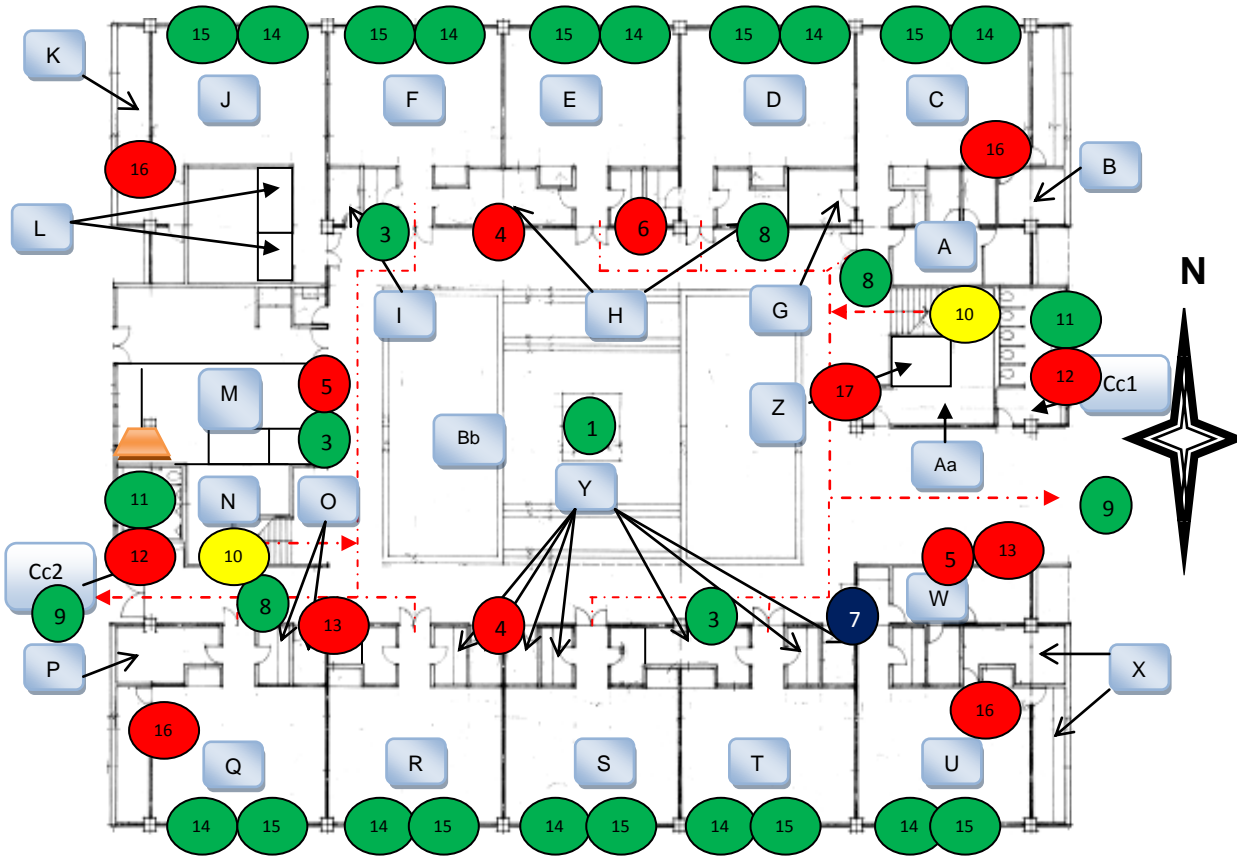 15 14 15 14 15 14 15 14 15 14
K
J F E D C
16 16
B
L
3 4 6 8
A
8
N
I H G
10 11
5 17 12 Cc1
M Z
3 Bb 1
Aa
11 N O Y
9
12 10 5 13
Cc2
9 8 13 4 3 7 W
P X
16 16
Q R S T U
14 15 14 15 14 15 14 15 14 15